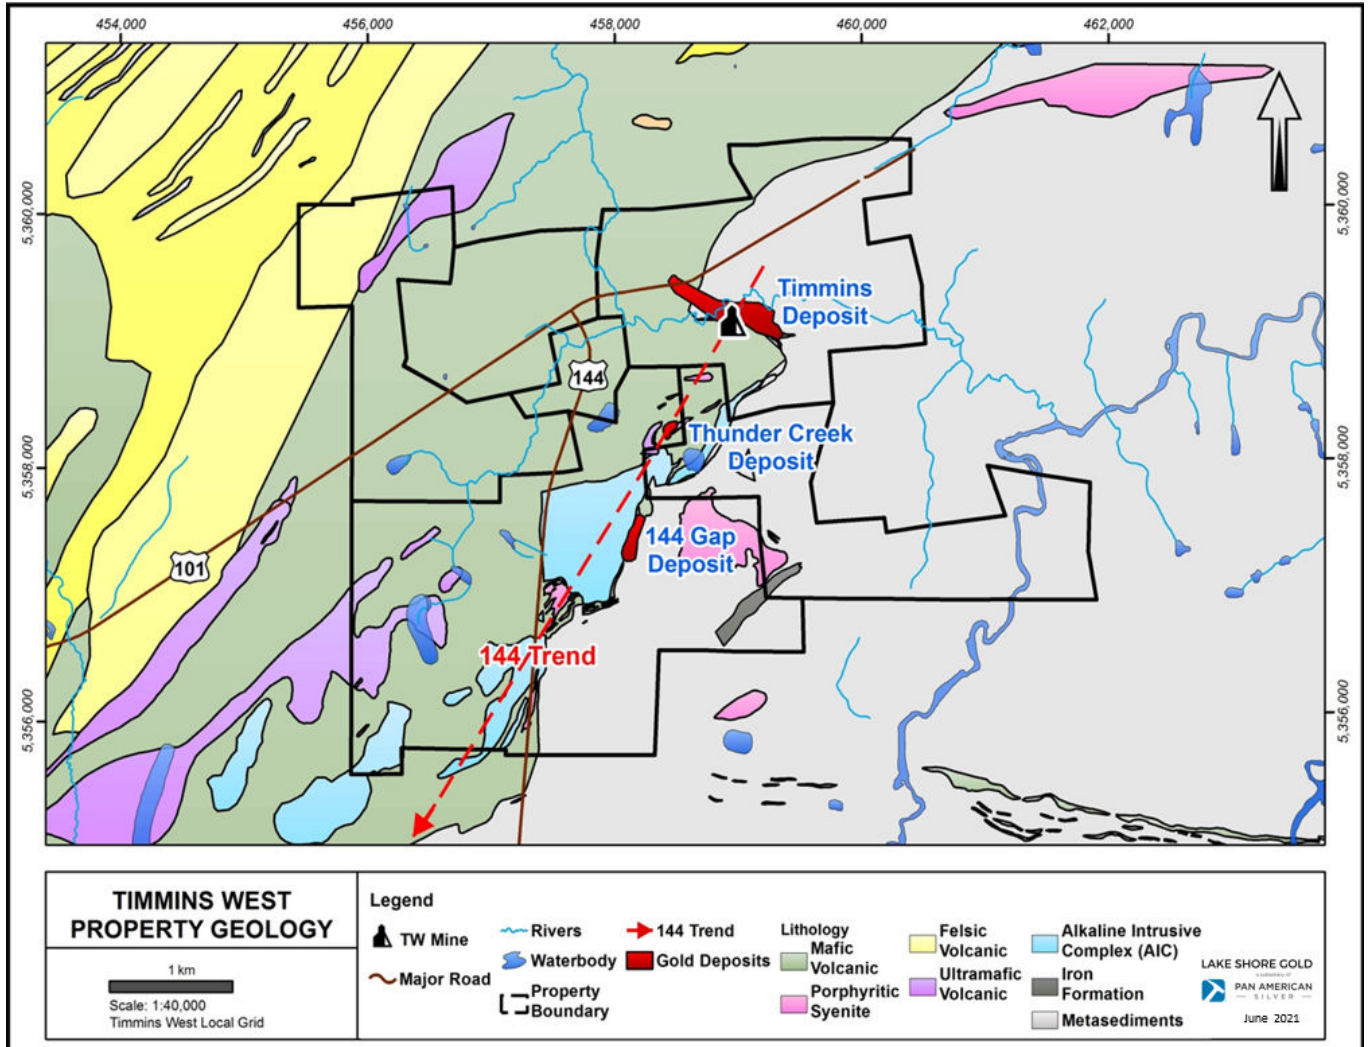 454,000
456,000
458,000
460,000
462,000
5,360,000
5,360,000
Timmins
Deposit
144
Thunder Creek
Deposit
5,358,000
5,358,000
144 Gap
Deposit
101
144 Trend
5,356,000
5,356,000
TIMMINS WEST
PROPERTY GEOLOGY
1 km
Scale: 1:40,000
Timmins West Local Grid
Legend
TW Mine
Major Road
Rivers
Waterbody
Property
Boundary
144 Trend
Gold Deposits
Lithology
Mafic
Volcanic
Porphyritic
Syenite
Felsic
Volcanic
Ultramafic
Volcanic
Alkaline Intrusive
Complex (AIC)
Iron
Formation
Metasediments
LAKE SHORE GOLD
a subsidiary of
PAN AMERICAN
SILVER
June 2021